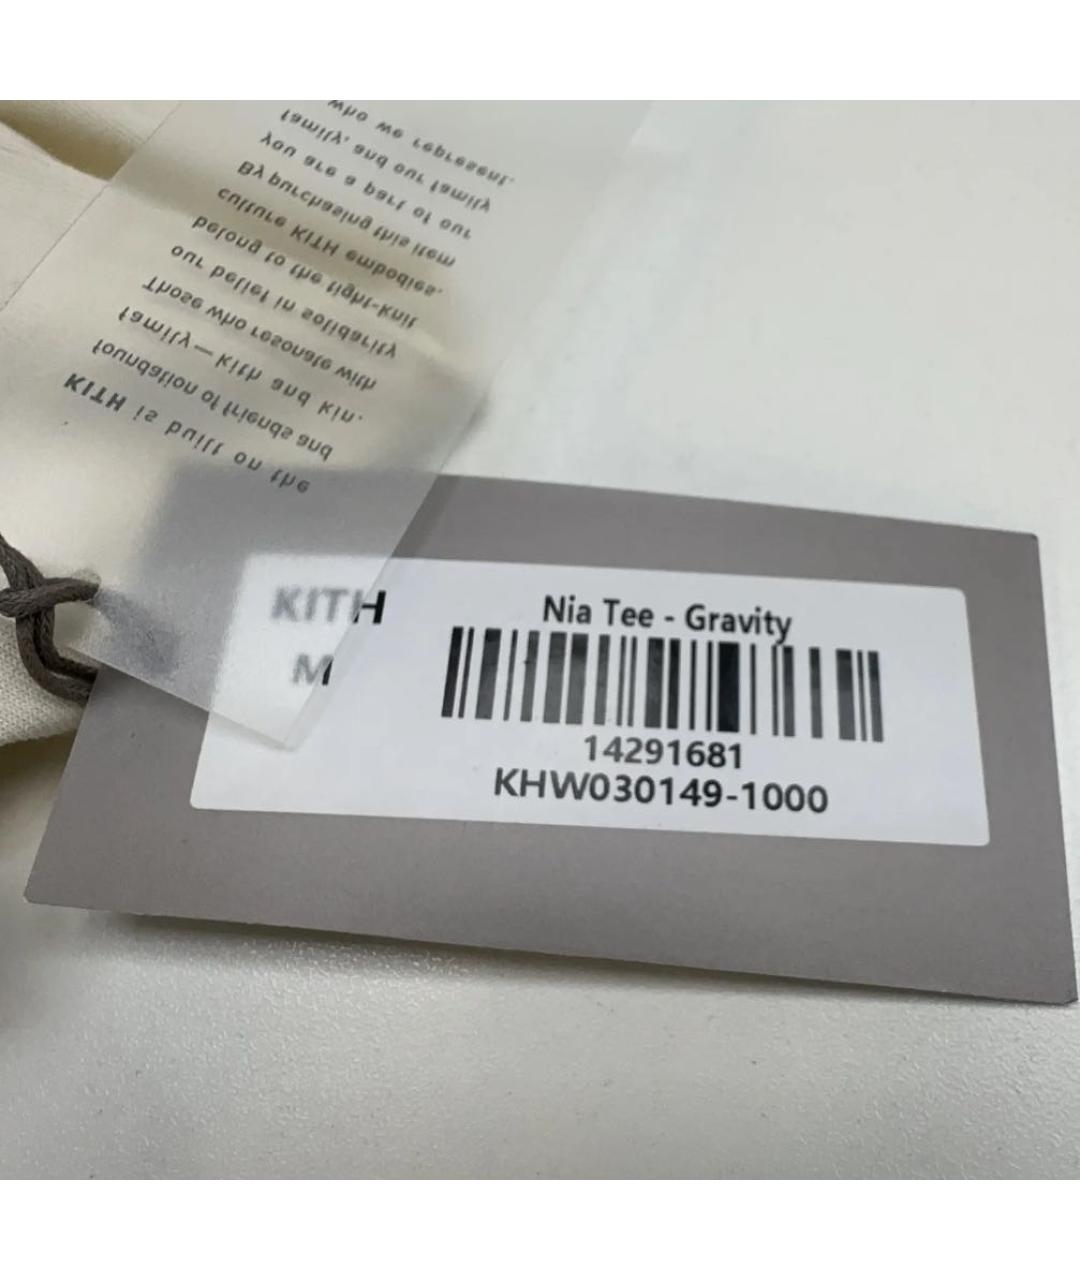 KITH is built on the
foundation of friends and
family—kith and kin.
Those who resonate with
our belief in solidarity
belong to the tight-knit
culture KITH embodies.
By purchasing this item
you are a part of our
family, and our family
who we represent.
KITH
M
Nia Tee - Gravity
14291681
KHW030149-1000